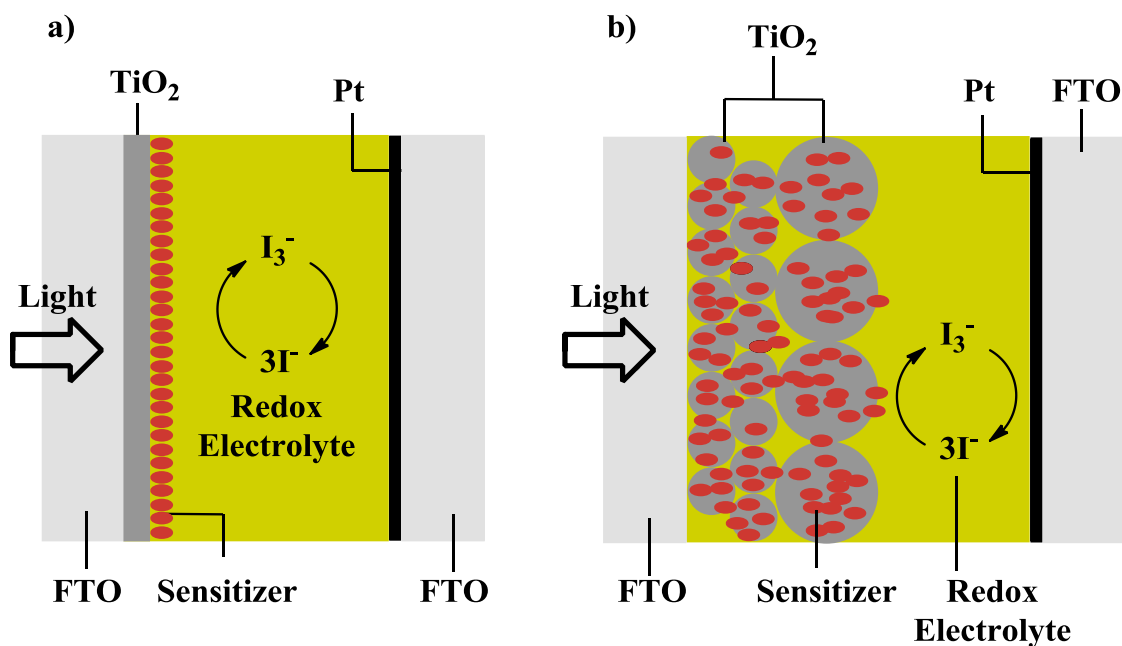 a)
TiO₂
Pt
I₃⁻
Light
3I⁻
Redox
Electrolyte
FTO
Sensitizer
FTO
b)
TiO₂
Pt
FTO
Light
I₃⁻
3I⁻
FTO
Sensitizer
Redox
Electrolyte